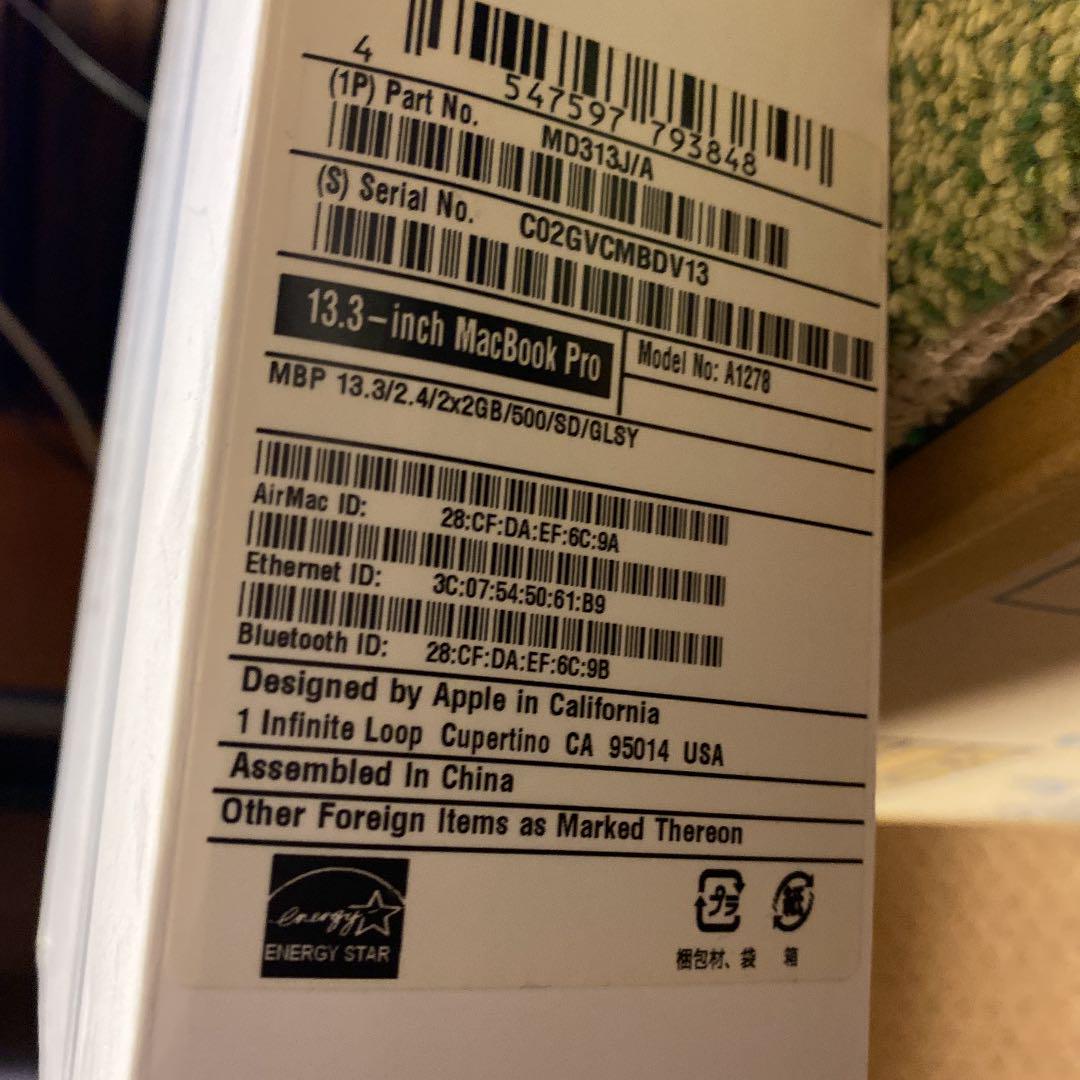 4 547597 793848
(1P) Part No. MD313J/A
(S) Serial No. C02GVCMBDV13
13.3-inch MacBook Pro
Model No: A1278
MBP 13.3/2.4/2x2GB/500/SD/GLSY
AirMac ID: 28:CF:DA:EF:6C:9A
Ethernet ID: 3C:07:54:50:61:B9
Bluetooth ID: 28:CF:DA:EF:6C:9B
Designed by Apple in California
1 Infinite Loop Cupertino CA 95014 USA
Assembled In China
Other Foreign Items as Marked Thereon
energy
ENERGY STAR
プラ 紙
梱包材、袋 箱